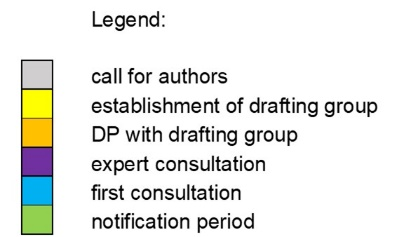 Legend:
call for authors
establishment of drafting group
DP with drafting group
expert consultation
first consultation
notification period